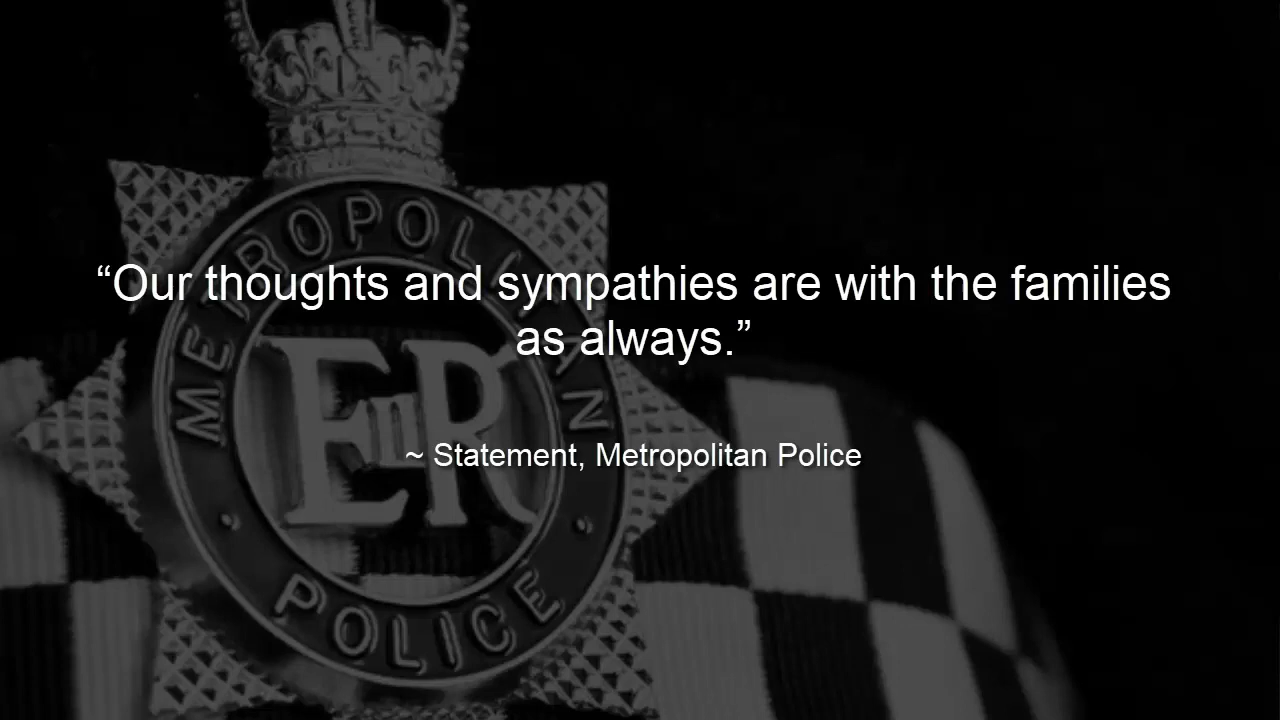 METROPOLITAN
“Our thoughts and sympathies are with the families
as always.”
EIIR
~ Statement, Metropolitan Police
POLICE